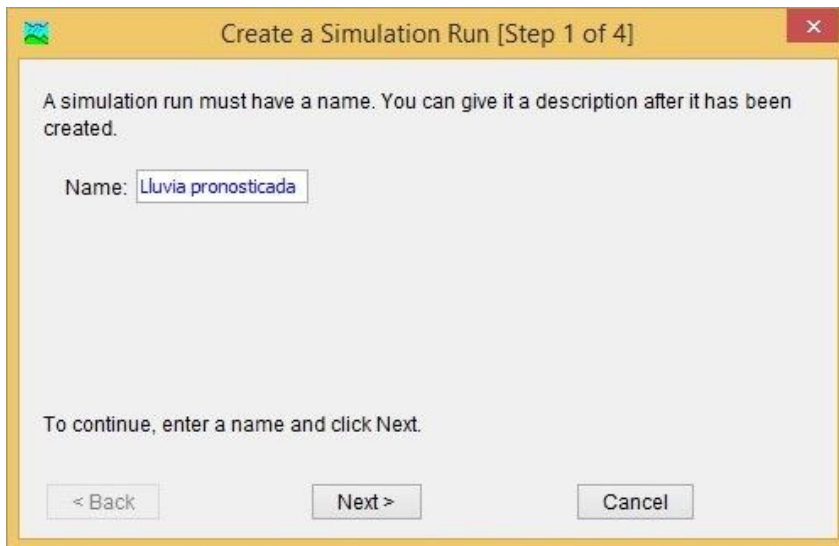 Create a Simulation Run [Step 1 of 4]
A simulation run must have a name. You can give it a description after it has been
created.
Name: Lluvia pronosticada
To continue, enter a name and click Next.
< Back Next > Cancel